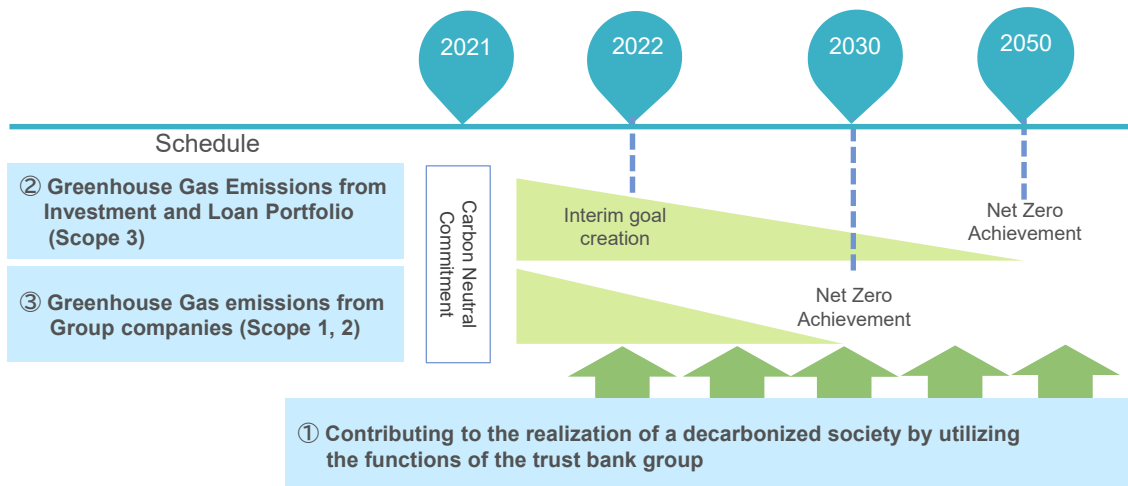 2021
2022
2030
2050
Schedule
② Greenhouse Gas Emissions from
Investment and Loan Portfolio
(Scope 3)
③ Greenhouse Gas emissions from
Group companies (Scope 1, 2)
Carbon Neutral
Commitment
Interim goal
creation
Net Zero
Achievement
Net Zero
Achievement
① Contributing to the realization of a decarbonized society by utilizing
the functions of the trust bank group